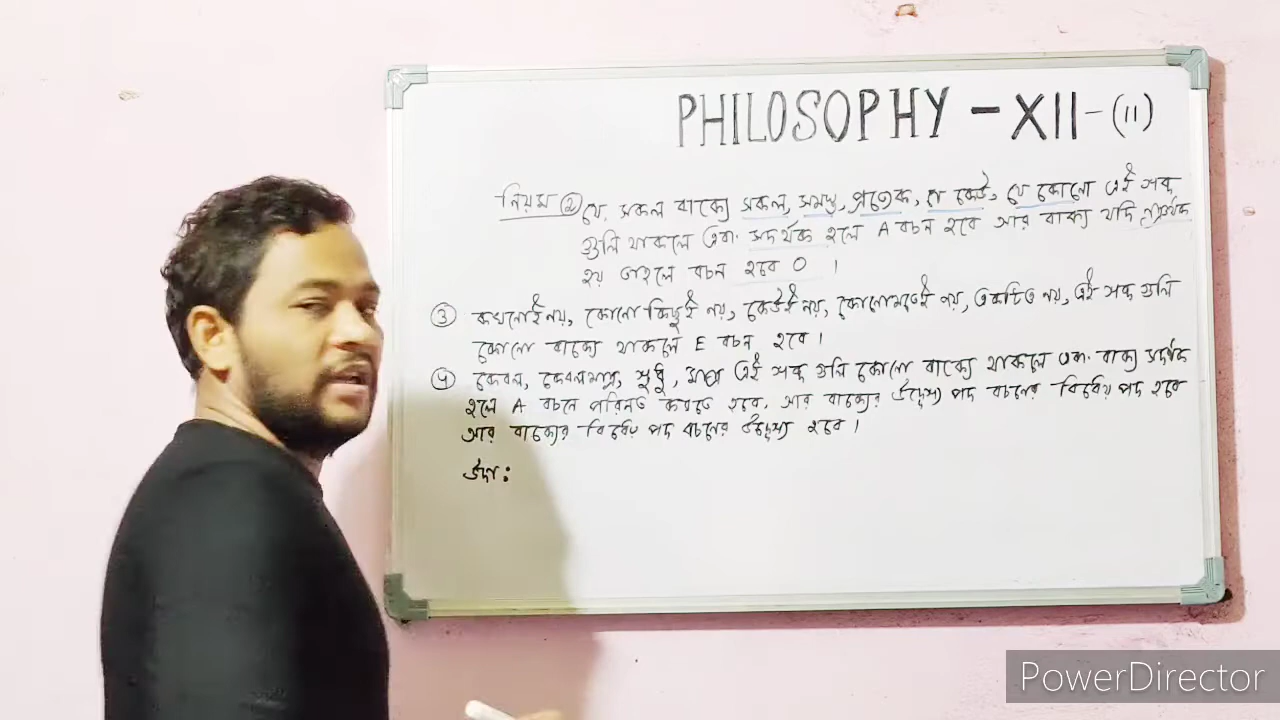 PHILOSOPHY - XII - (11)
নিয়ম ② যে সকল বাক্যে সকল, সমস্ত, প্রত্যেক, যে কেউ, যে কোনো এই শব্দ
গুলি থাকলে এবং সদর্থক হলে A বচন হবে আর বাক্য যদি নঞর্থক
হয় তাহলে বচন হবে O ।
③ কখনোই নয়, কোনো কিছুই নয়, কেউই নয়, কোনোমতেই নয়, একটিও নয়, এই শব্দ গুলি
কোনো বাক্যে থাকলে E বচন হবে।
④ কেবল, কেবলমাত্র, শুধু, মাত্র এই শব্দ গুলি কোনো বাক্যে থাকলে এবং বাক্য সদর্থক
হলে A বচনে পরিনত করতে হবে, আর বাক্যের উদ্দেশ্য পদ বচনের বিধেয় পদ হবে
আর বাক্যের বিধেয় পদ বচনের উদ্দেশ্য হবে।
উদা:
PowerDirector